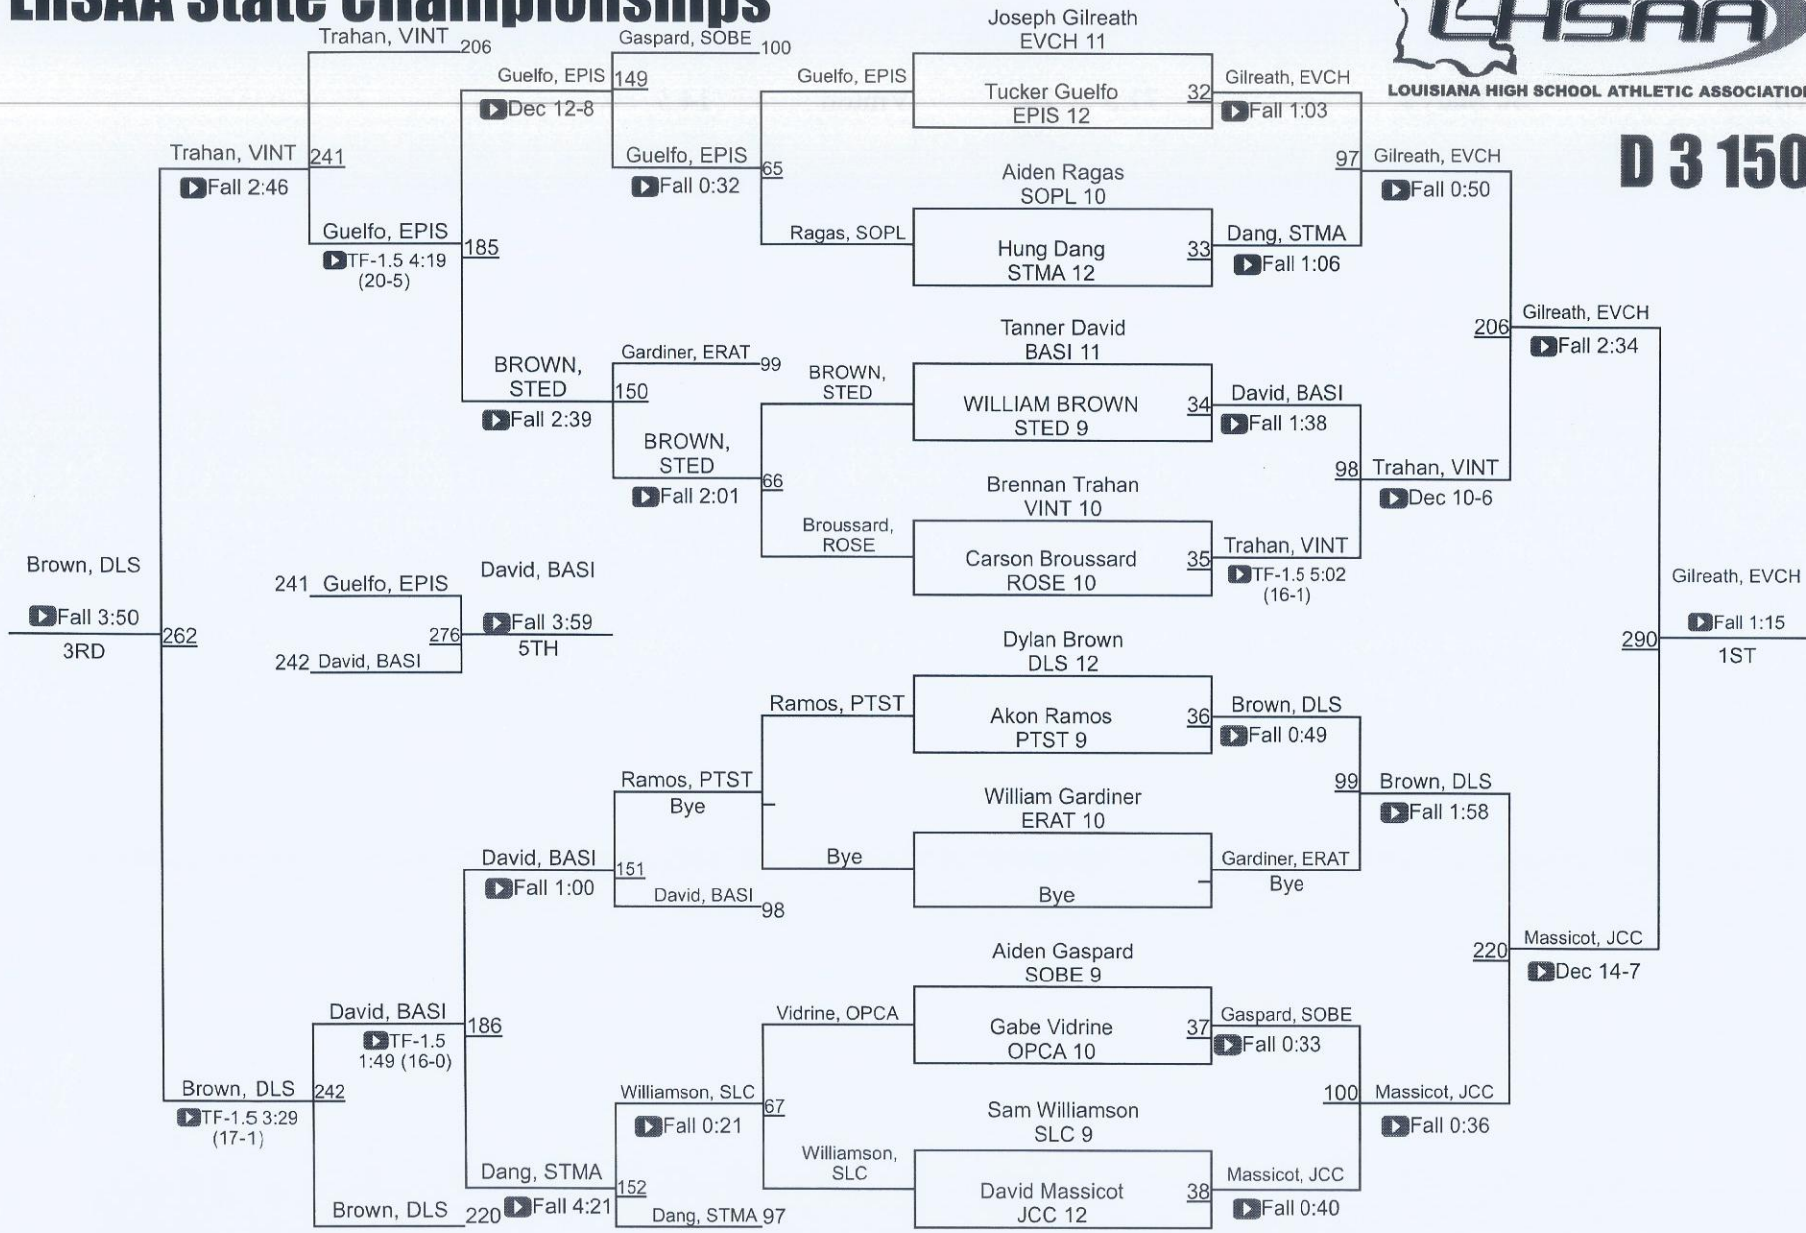 LHSAA State Championships
LHSAA
LOUISIANA HIGH SCHOOL ATHLETIC ASSOCIATION
D 3 150
Trahan, VINT 206
Gaspard, SOBE 100
Joseph Gilreath
EVCH 11
Guelfo, EPIS 149
Dec 12-8
Guelfo, EPIS
Tucker Guelfo 32
EPIS 12
Gilreath, EVCH
Fall 1:03
Trahan, VINT 241
Fall 2:46
Guelfo, EPIS 65
Fall 0:32
Aiden Ragas
SOPL 10
97 Gilreath, EVCH
Fall 0:50
Guelfo, EPIS 185
TF-1.5 4:19
(20-5)
Ragas, SOPL
Hung Dang 33
STMA 12
Dang, STMA
Fall 1:06
Tanner David
BASI 11
206 Gilreath, EVCH
Fall 2:34
BROWN,
STED 150
Fall 2:39
Gardiner, ERAT 99
BROWN,
STED
WILLIAM BROWN 34
STED 9
David, BASI
Fall 1:38
BROWN,
STED 66
Fall 2:01
Brennan Trahan
VINT 10
98 Trahan, VINT
Dec 10-6
Broussard,
ROSE
Carson Broussard 35
ROSE 10
Trahan, VINT
TF-1.5 5:02
(16-1)
Brown, DLS
Fall 3:50
3RD
262
241 Guelfo, EPIS
242 David, BASI
276
David, BASI
Fall 3:59
5TH
Gilreath, EVCH
290 Fall 1:15
1ST
Dylan Brown
DLS 12
Ramos, PTST
Akon Ramos 36
PTST 9
Brown, DLS
Fall 0:49
Ramos, PTST
Bye
William Gardiner
ERAT 10
99 Brown, DLS
Fall 1:58
David, BASI 151
Fall 1:00
Bye
Bye
Gardiner, ERAT
Bye
David, BASI 98
Aiden Gaspard
SOBE 9
220 Massicot, JCC
Dec 14-7
David, BASI 186
TF-1.5
1:49 (16-0)
Vidrine, OPCA
Gabe Vidrine 37
OPCA 10
Gaspard, SOBE
Fall 0:33
Brown, DLS 242
TF-1.5 3:29
(17-1)
Williamson, SLC 67
Fall 0:21
Sam Williamson
SLC 9
100 Massicot, JCC
Fall 0:36
Dang, STMA 152
Fall 4:21
Williamson,
SLC
David Massicot 38
JCC 12
Massicot, JCC
Fall 0:40
Brown, DLS 220
Dang, STMA 97